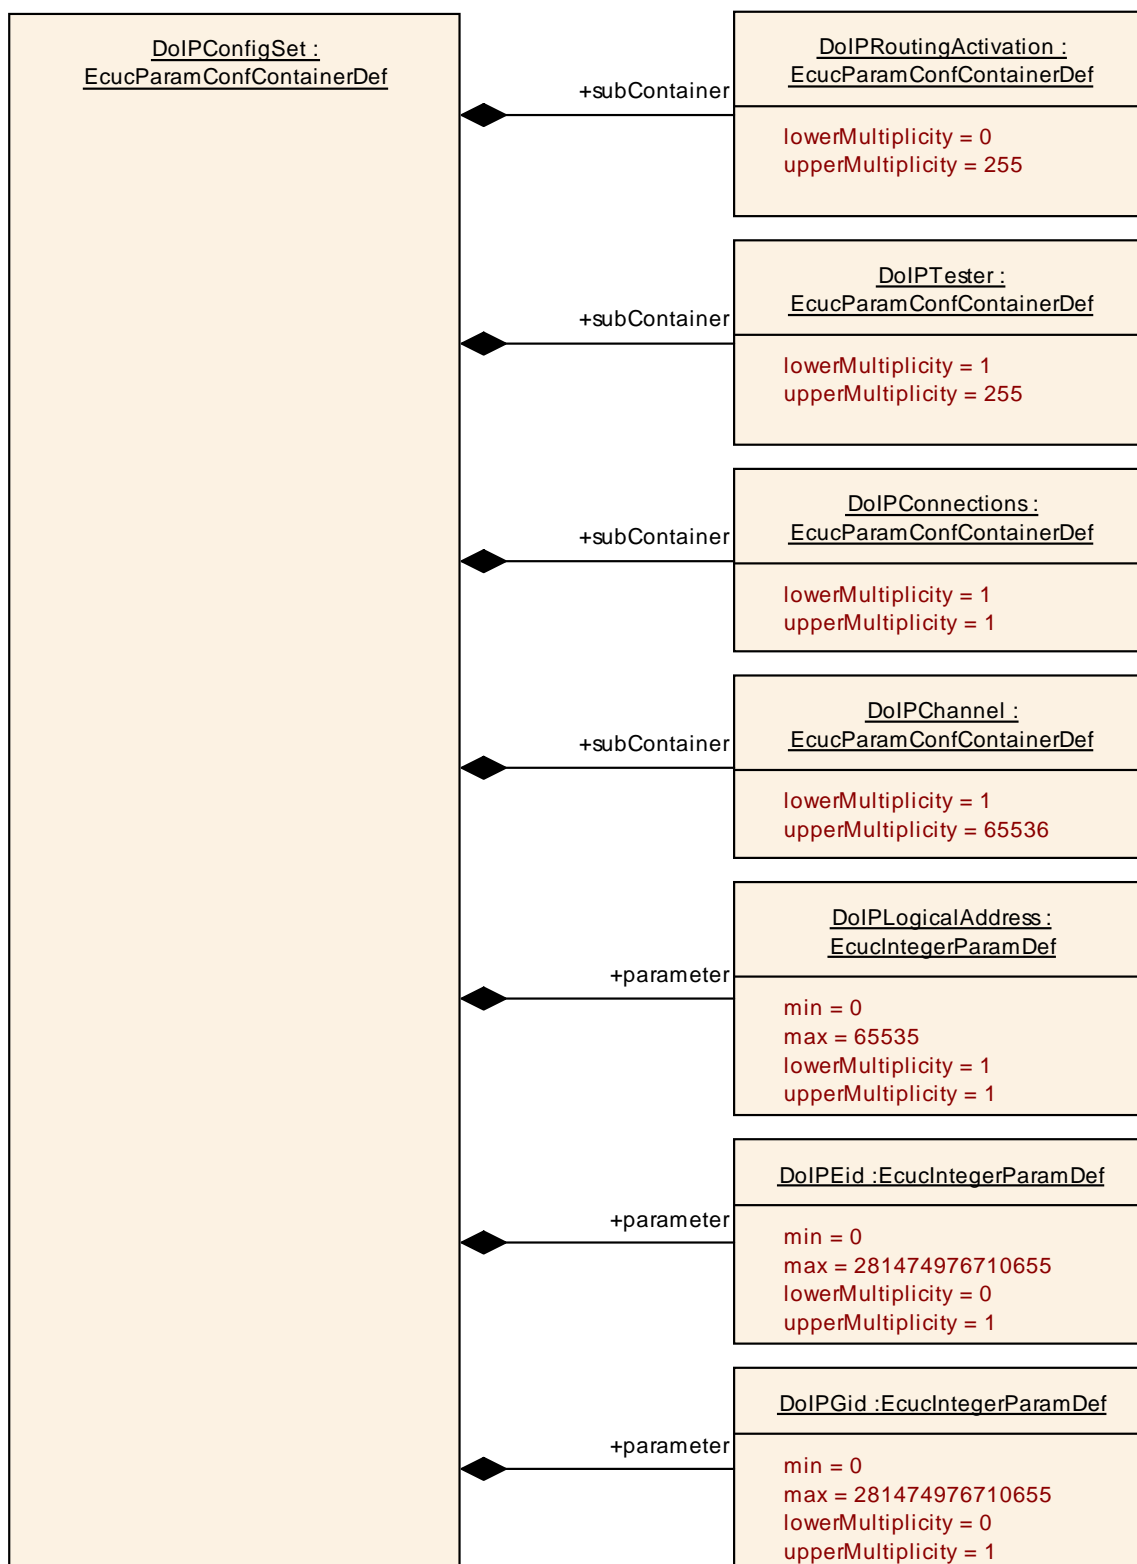 DoIPConfigSet :
EcucParamConfContainerDef
+subContainer
DoIPRoutingActivation :
EcucParamConfContainerDef
lowerMultiplicity = 0
upperMultiplicity = 255
+subContainer
DoIPTester :
EcucParamConfContainerDef
lowerMultiplicity = 1
upperMultiplicity = 255
+subContainer
DoIPConnections :
EcucParamConfContainerDef
lowerMultiplicity = 1
upperMultiplicity = 1
+subContainer
DoIPChannel :
EcucParamConfContainerDef
lowerMultiplicity = 1
upperMultiplicity = 65536
+parameter
DoIPLogicalAddress :
EcucIntegerParamDef
min = 0
max = 65535
lowerMultiplicity = 1
upperMultiplicity = 1
+parameter
DoIPEid :EcucIntegerParamDef
min = 0
max = 281474976710655
lowerMultiplicity = 0
upperMultiplicity = 1
+parameter
DoIPGid :EcucIntegerParamDef
min = 0
max = 281474976710655
lowerMultiplicity = 0
upperMultiplicity = 1